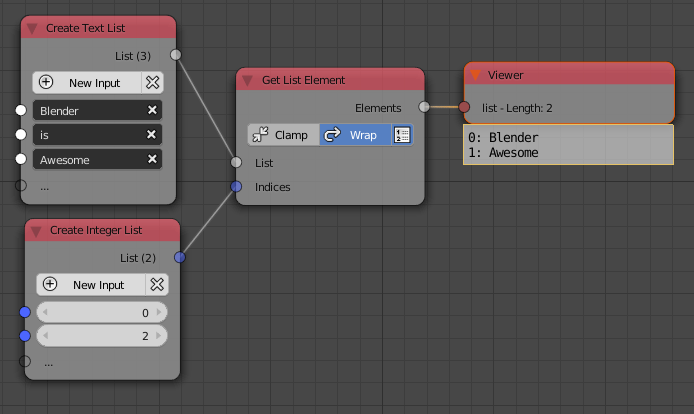 Create Text List
List (3)
New Input
Blender
is
Awesome
...
Create Integer List
List (2)
New Input
0
2
...
Get List Element
Elements
Clamp Wrap
List
Indices
Viewer
list - Length: 2
0: Blender
1: Awesome